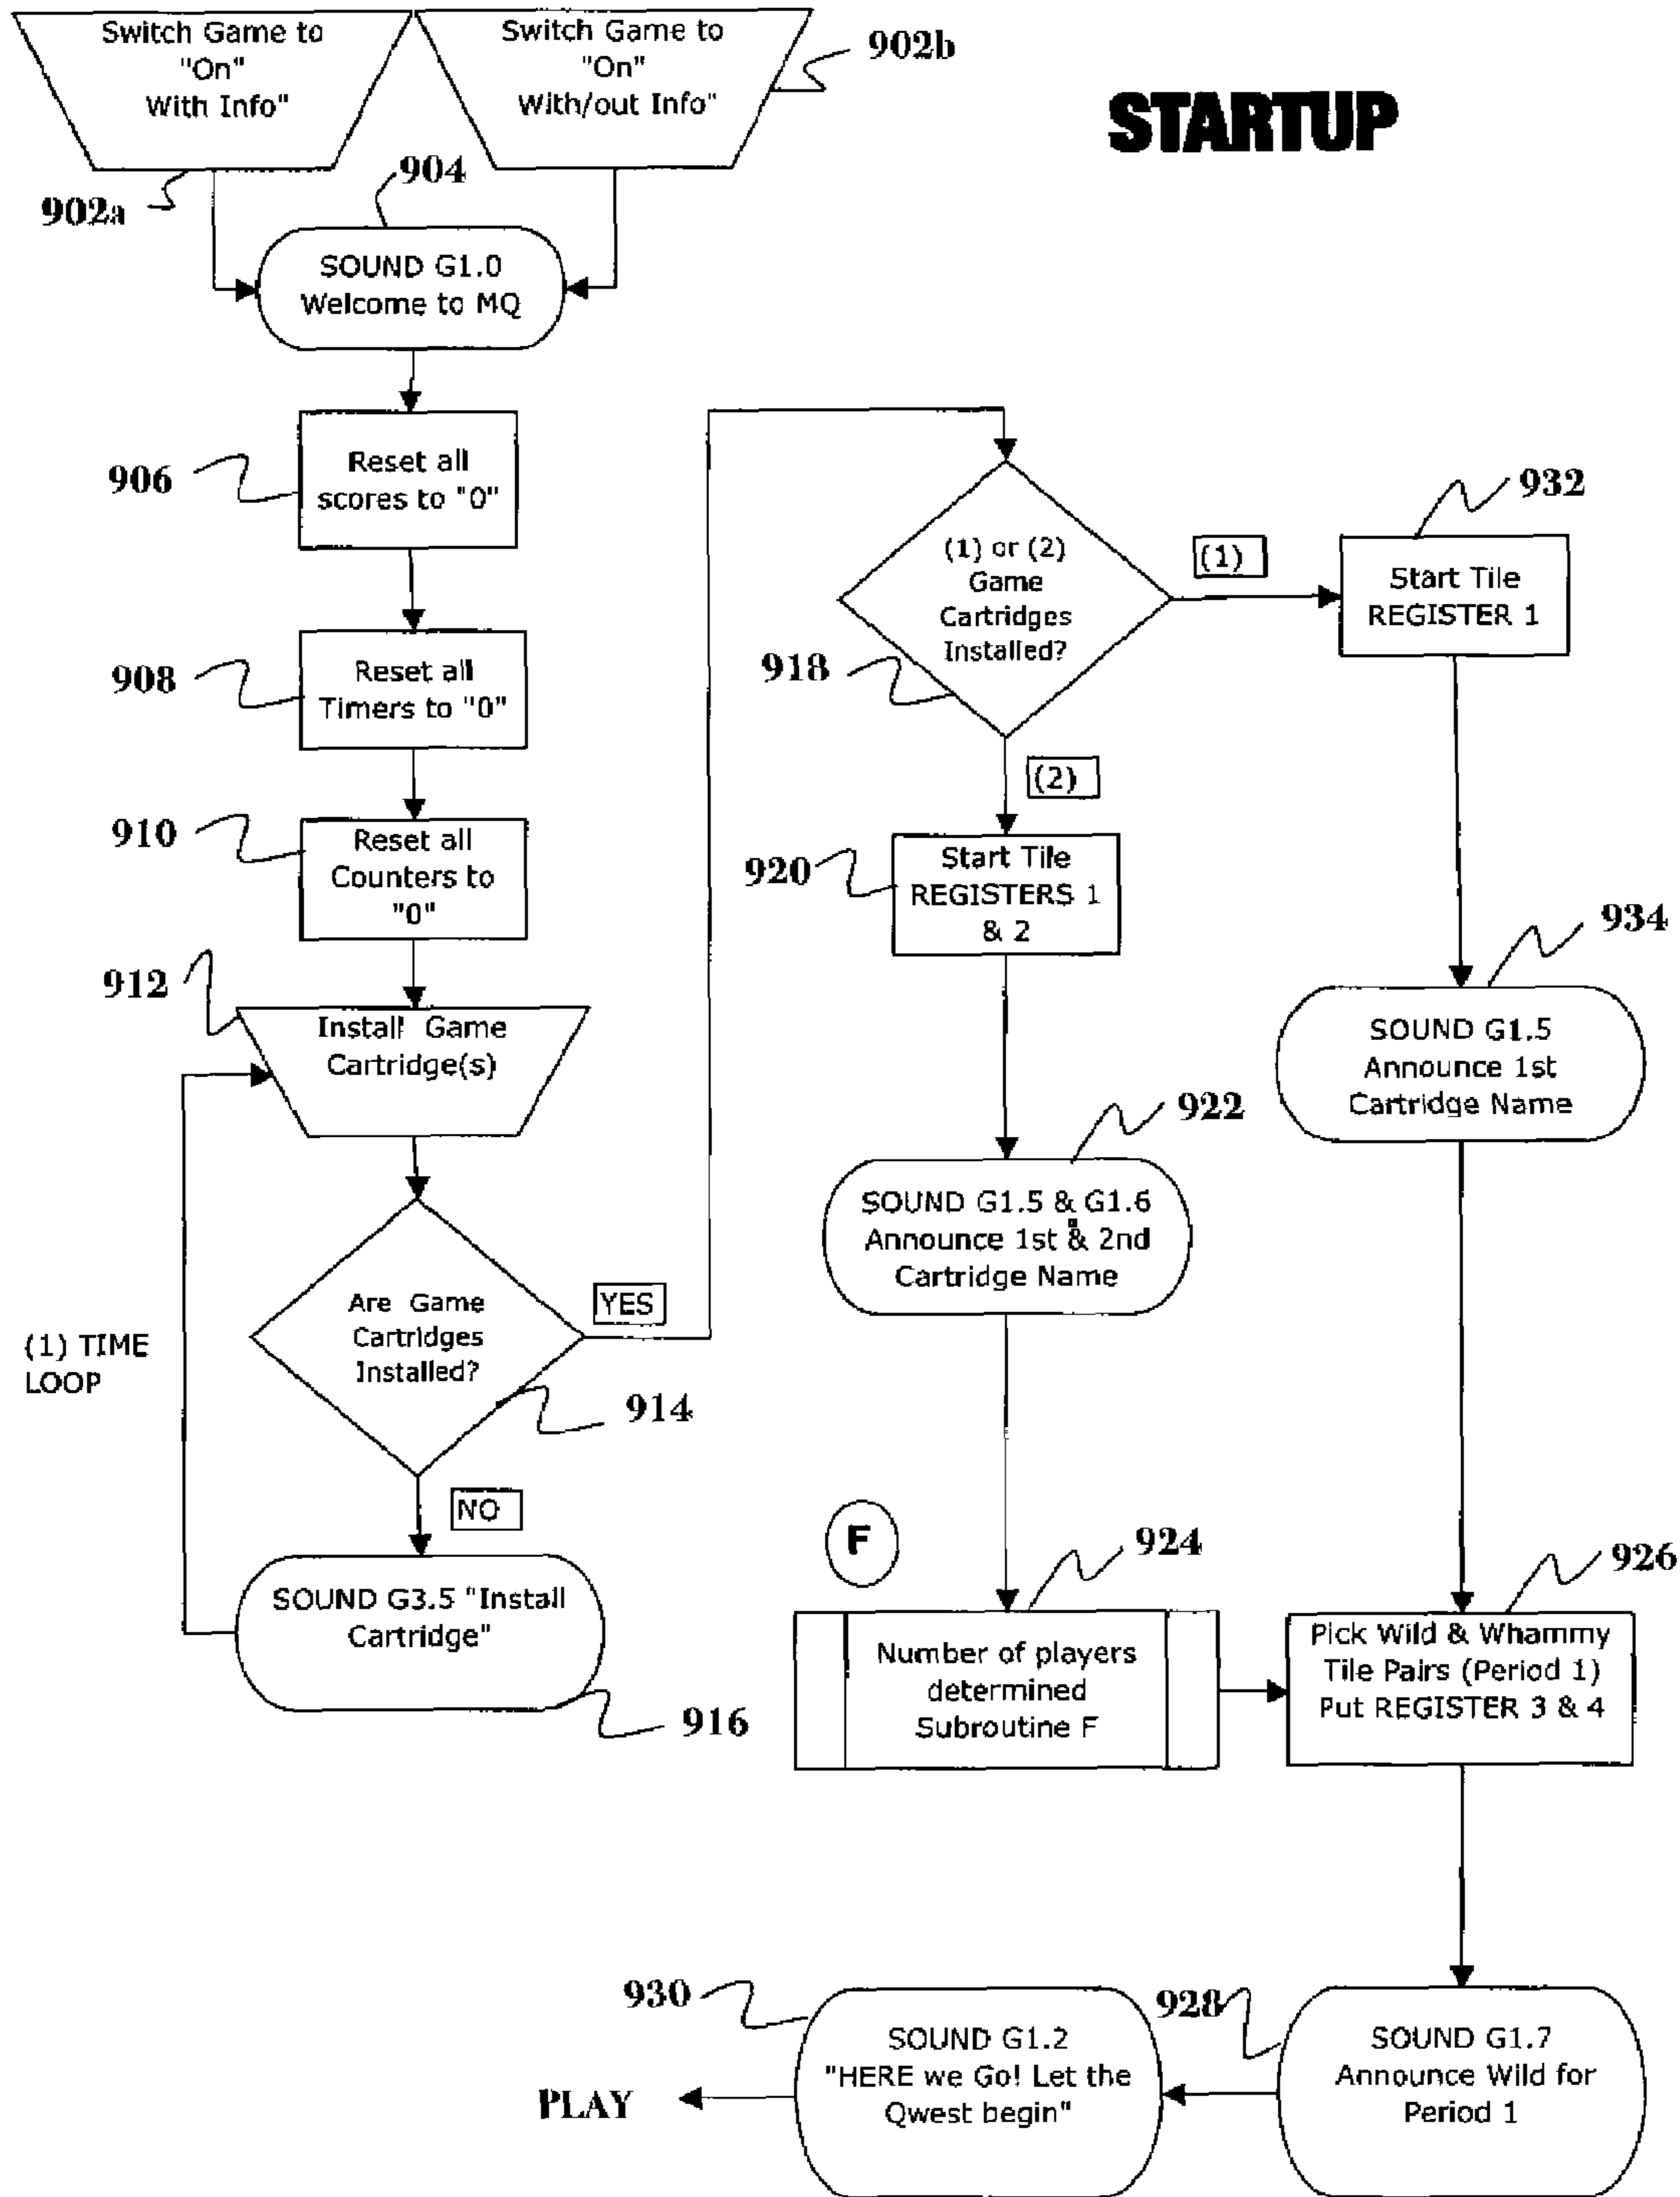 STARTUP
Switch Game to
"On"
With Info"
902a
Switch Game to
"On"
With/out Info"
902b
904
SOUND G1.0
Welcome to MQ
906
Reset all
scores to "0"
908
Reset all
Timers to "0"
910
Reset all
Counters to
"0"
912
Install Game
Cartridge(s)
(1) TIME
LOOP
Are Game
Cartridges
Installed?
YES
914
NO
SOUND G3.5 "Install
Cartridge"
916
(1) or (2)
Game
Cartridges
Installed?
918
(1)
(2)
932
Start Tile
REGISTER 1
920
Start Tile
REGISTERS 1
& 2
934
SOUND G1.5
Announce 1st
Cartridge Name
922
SOUND G1.5 & G1.6
Announce 1st & 2nd
Cartridge Name
F
924
Number of players
determined
Subroutine F
926
Pick Wild & Whammy
Tile Pairs (Period 1)
Put REGISTER 3 & 4
928
SOUND G1.7
Announce Wild for
Period 1
930
SOUND G1.2
"HERE we Go! Let the
Qwest begin"
PLAY